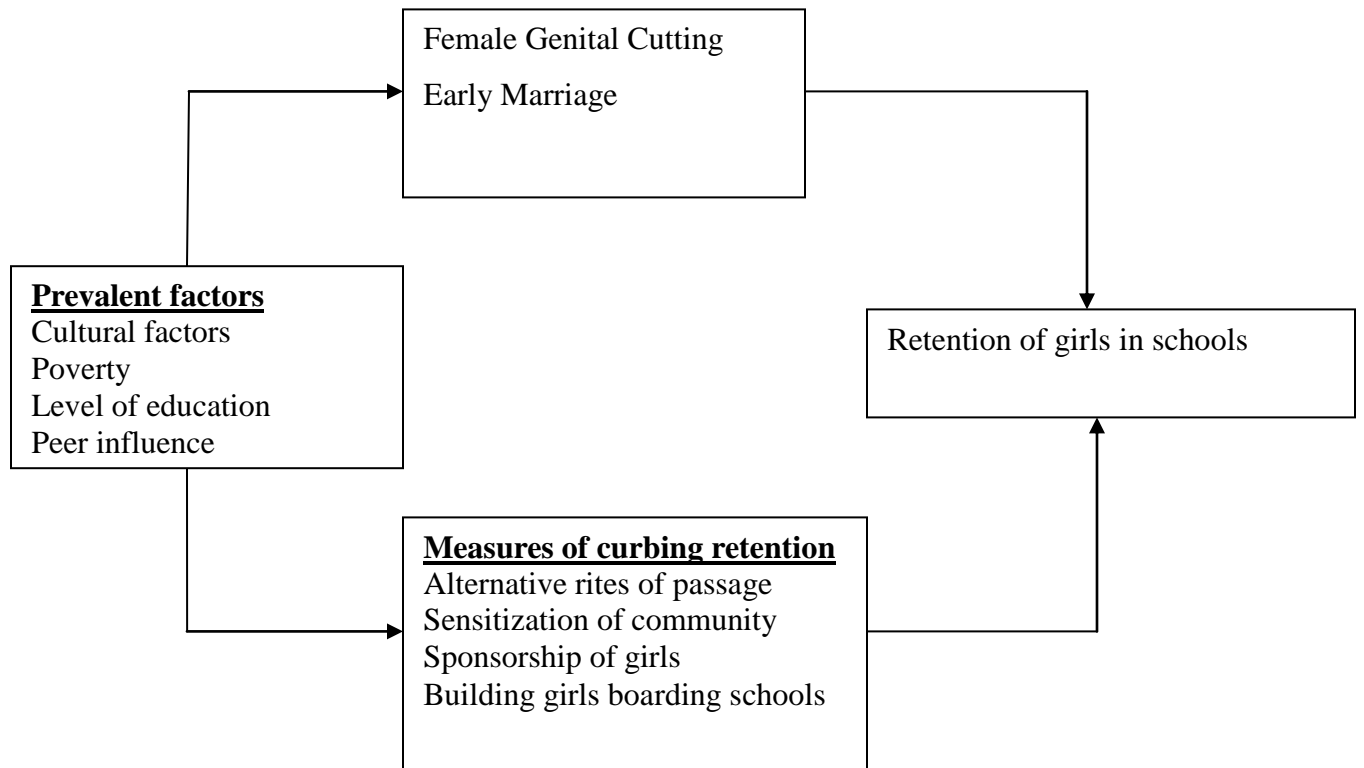 Female Genital Cutting
Early Marriage
Prevalent factors
Cultural factors
Poverty
Level of education
Peer influence
Retention of girls in schools
Measures of curbing retention
Alternative rites of passage
Sensitization of community
Sponsorship of girls
Building girls boarding schools